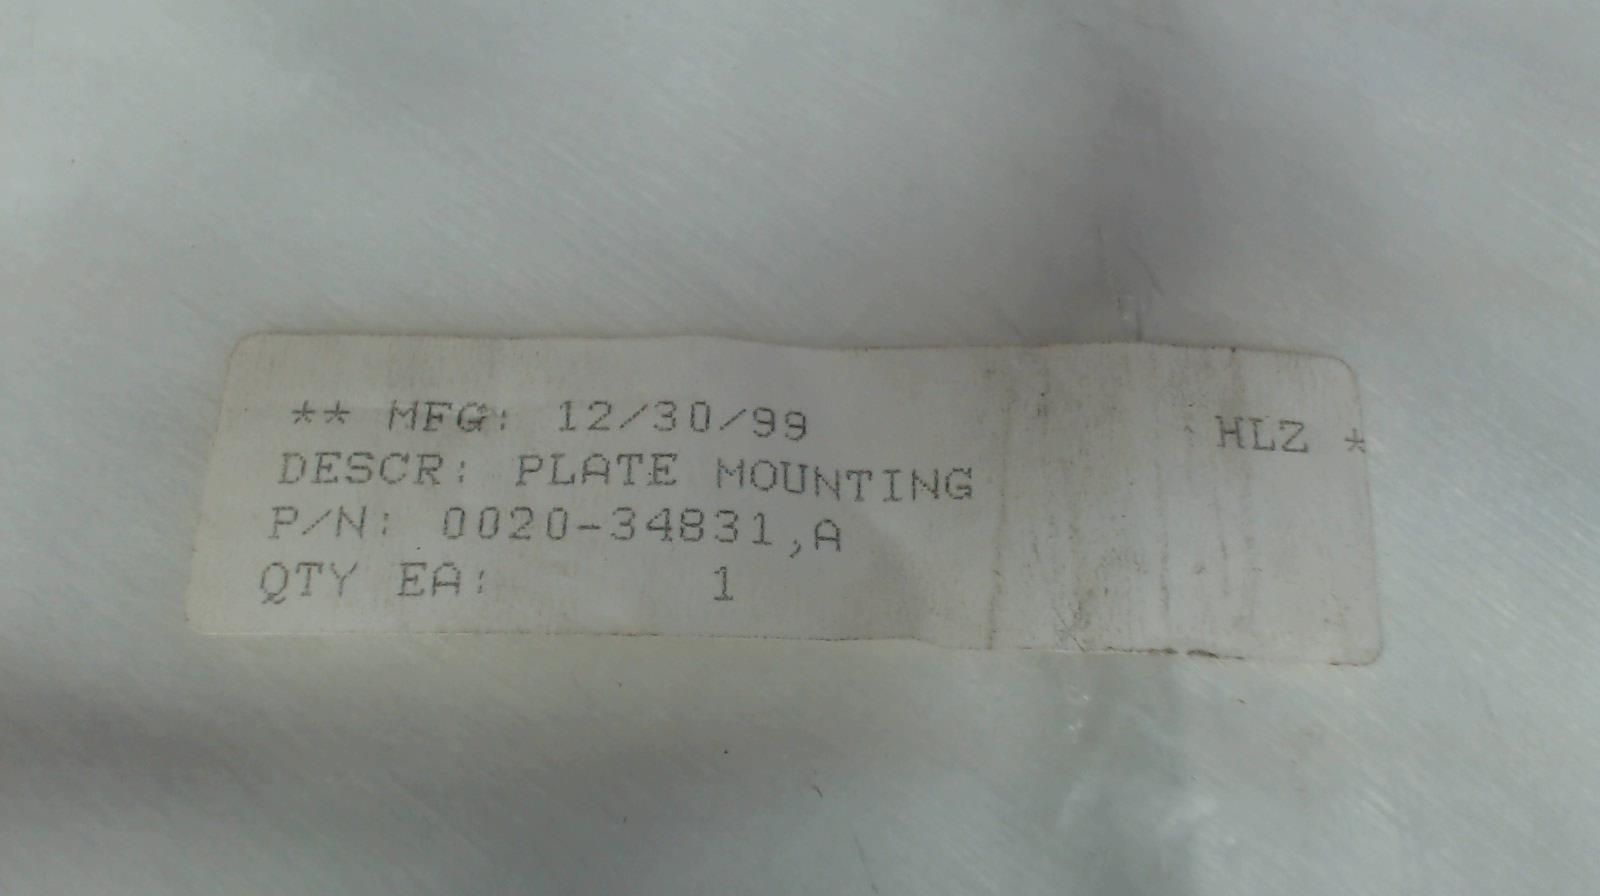 ** MFG: 12/30/99 HLZ *
DESCR: PLATE MOUNTING
P/N: 0020-34831,A
QTY EA: 1